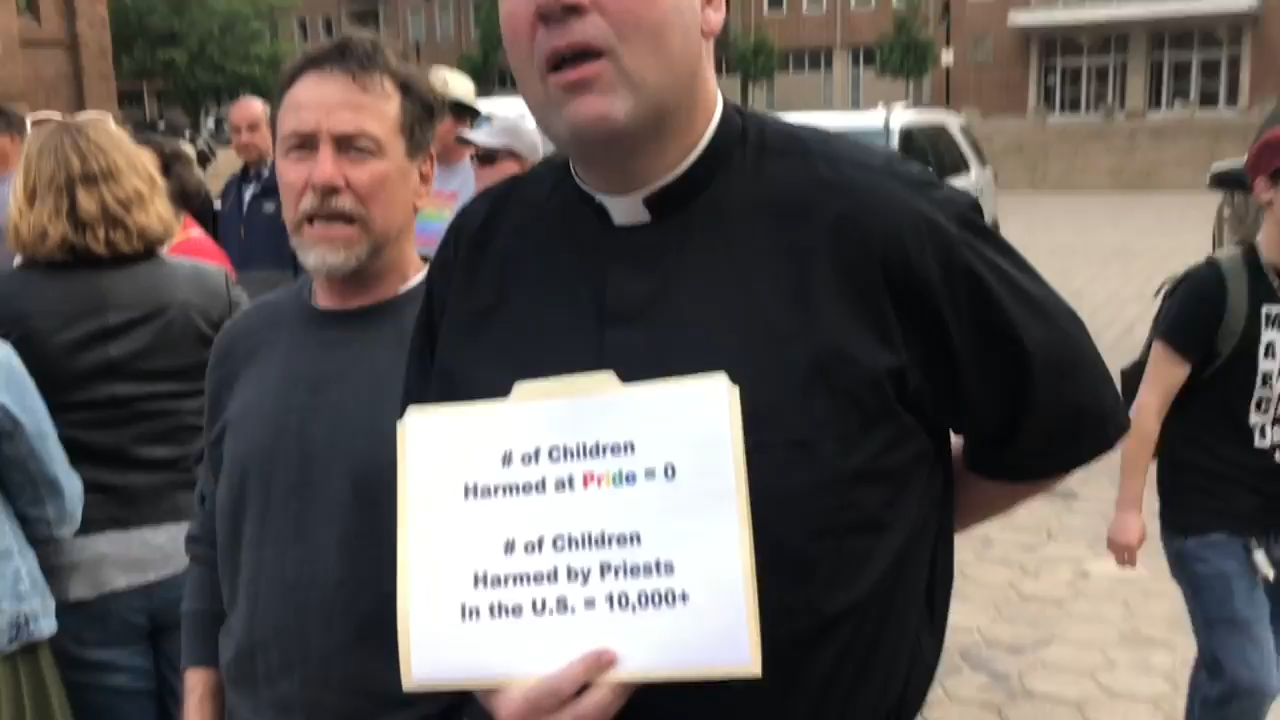 # of Children
Harmed at Pride = 0
# of Children
Harmed by Priests
In the U.S. = 10,000+